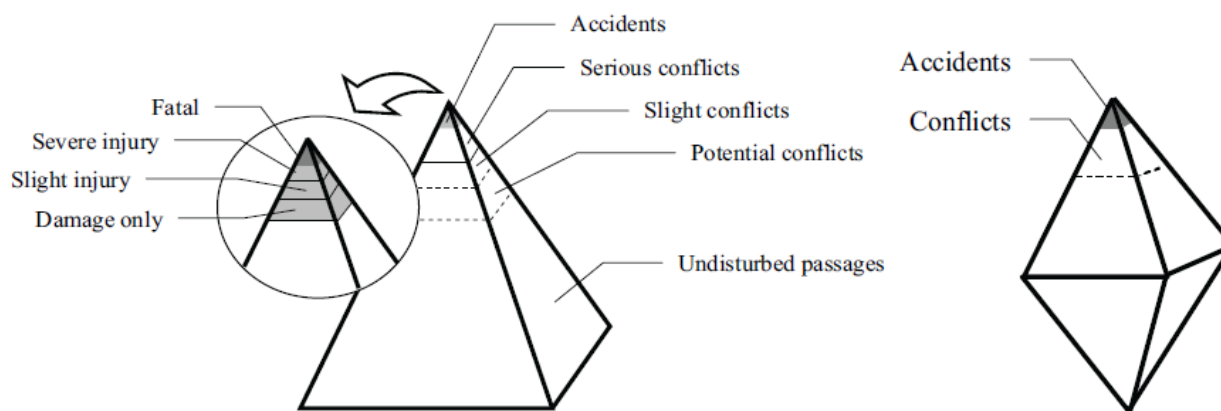 Accidents
Serious conflicts
Slight conflicts
Potential conflicts
Undisturbed passages
Fatal
Severe injury
Slight injury
Damage only
Accidents
Conflicts